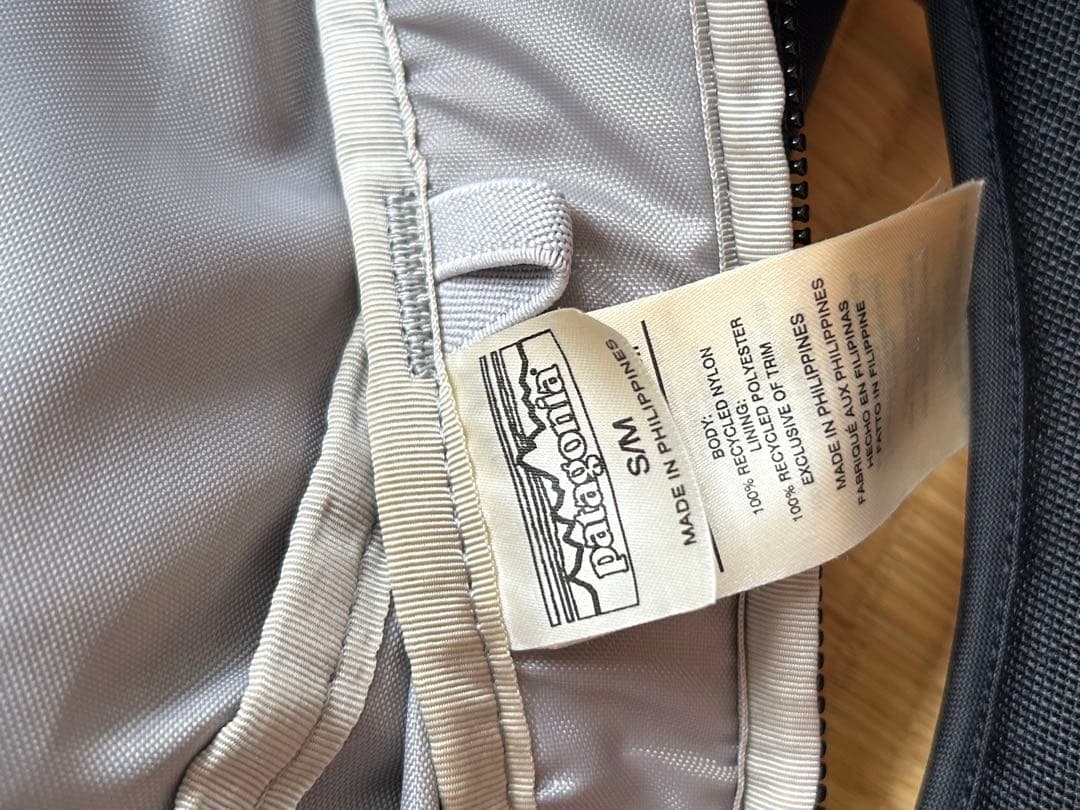 patagonia®
S/M
MADE IN PHILIPPINES
BODY:
100% RECYCLED NYLON
LINING:
100% RECYCLED POLYESTER
EXCLUSIVE OF TRIM
MADE IN PHILIPPINES
FABRIQUÉ AUX PHILIPPINES
HECHO EN FILIPINAS
FATTO IN FILIPPINE